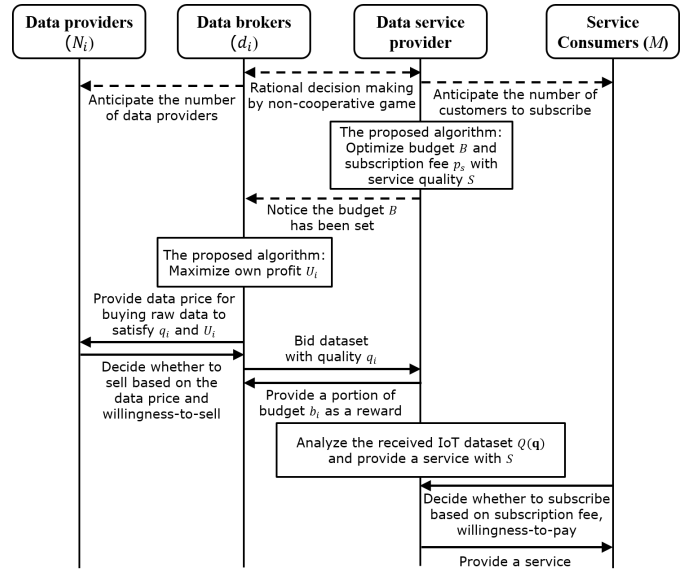 Data providers
(N_i)
Data brokers
(d_i)
Data service
provider
Service
Consumers (M)
Anticipate the number
of data providers
Rational decision making
by non-cooperative game
Anticipate the number of
customers to subscribe
The proposed algorithm:
Optimize budget B and
subscription fee p_s with
service quality S
Notice the budget B
has been set
The proposed algorithm:
Maximize own profit U_i
Provide data price for
buying raw data to
satisfy q_i and U_i
Bid dataset
with quality q_i
Decide whether to
sell based on the
data price and
willingness-to-sell
Provide a portion of
budget b_i as a reward
Analyze the received IoT dataset Q(q)
and provide a service with S
Decide whether to subscribe
based on subscription fee,
willingness-to-pay
Provide a service